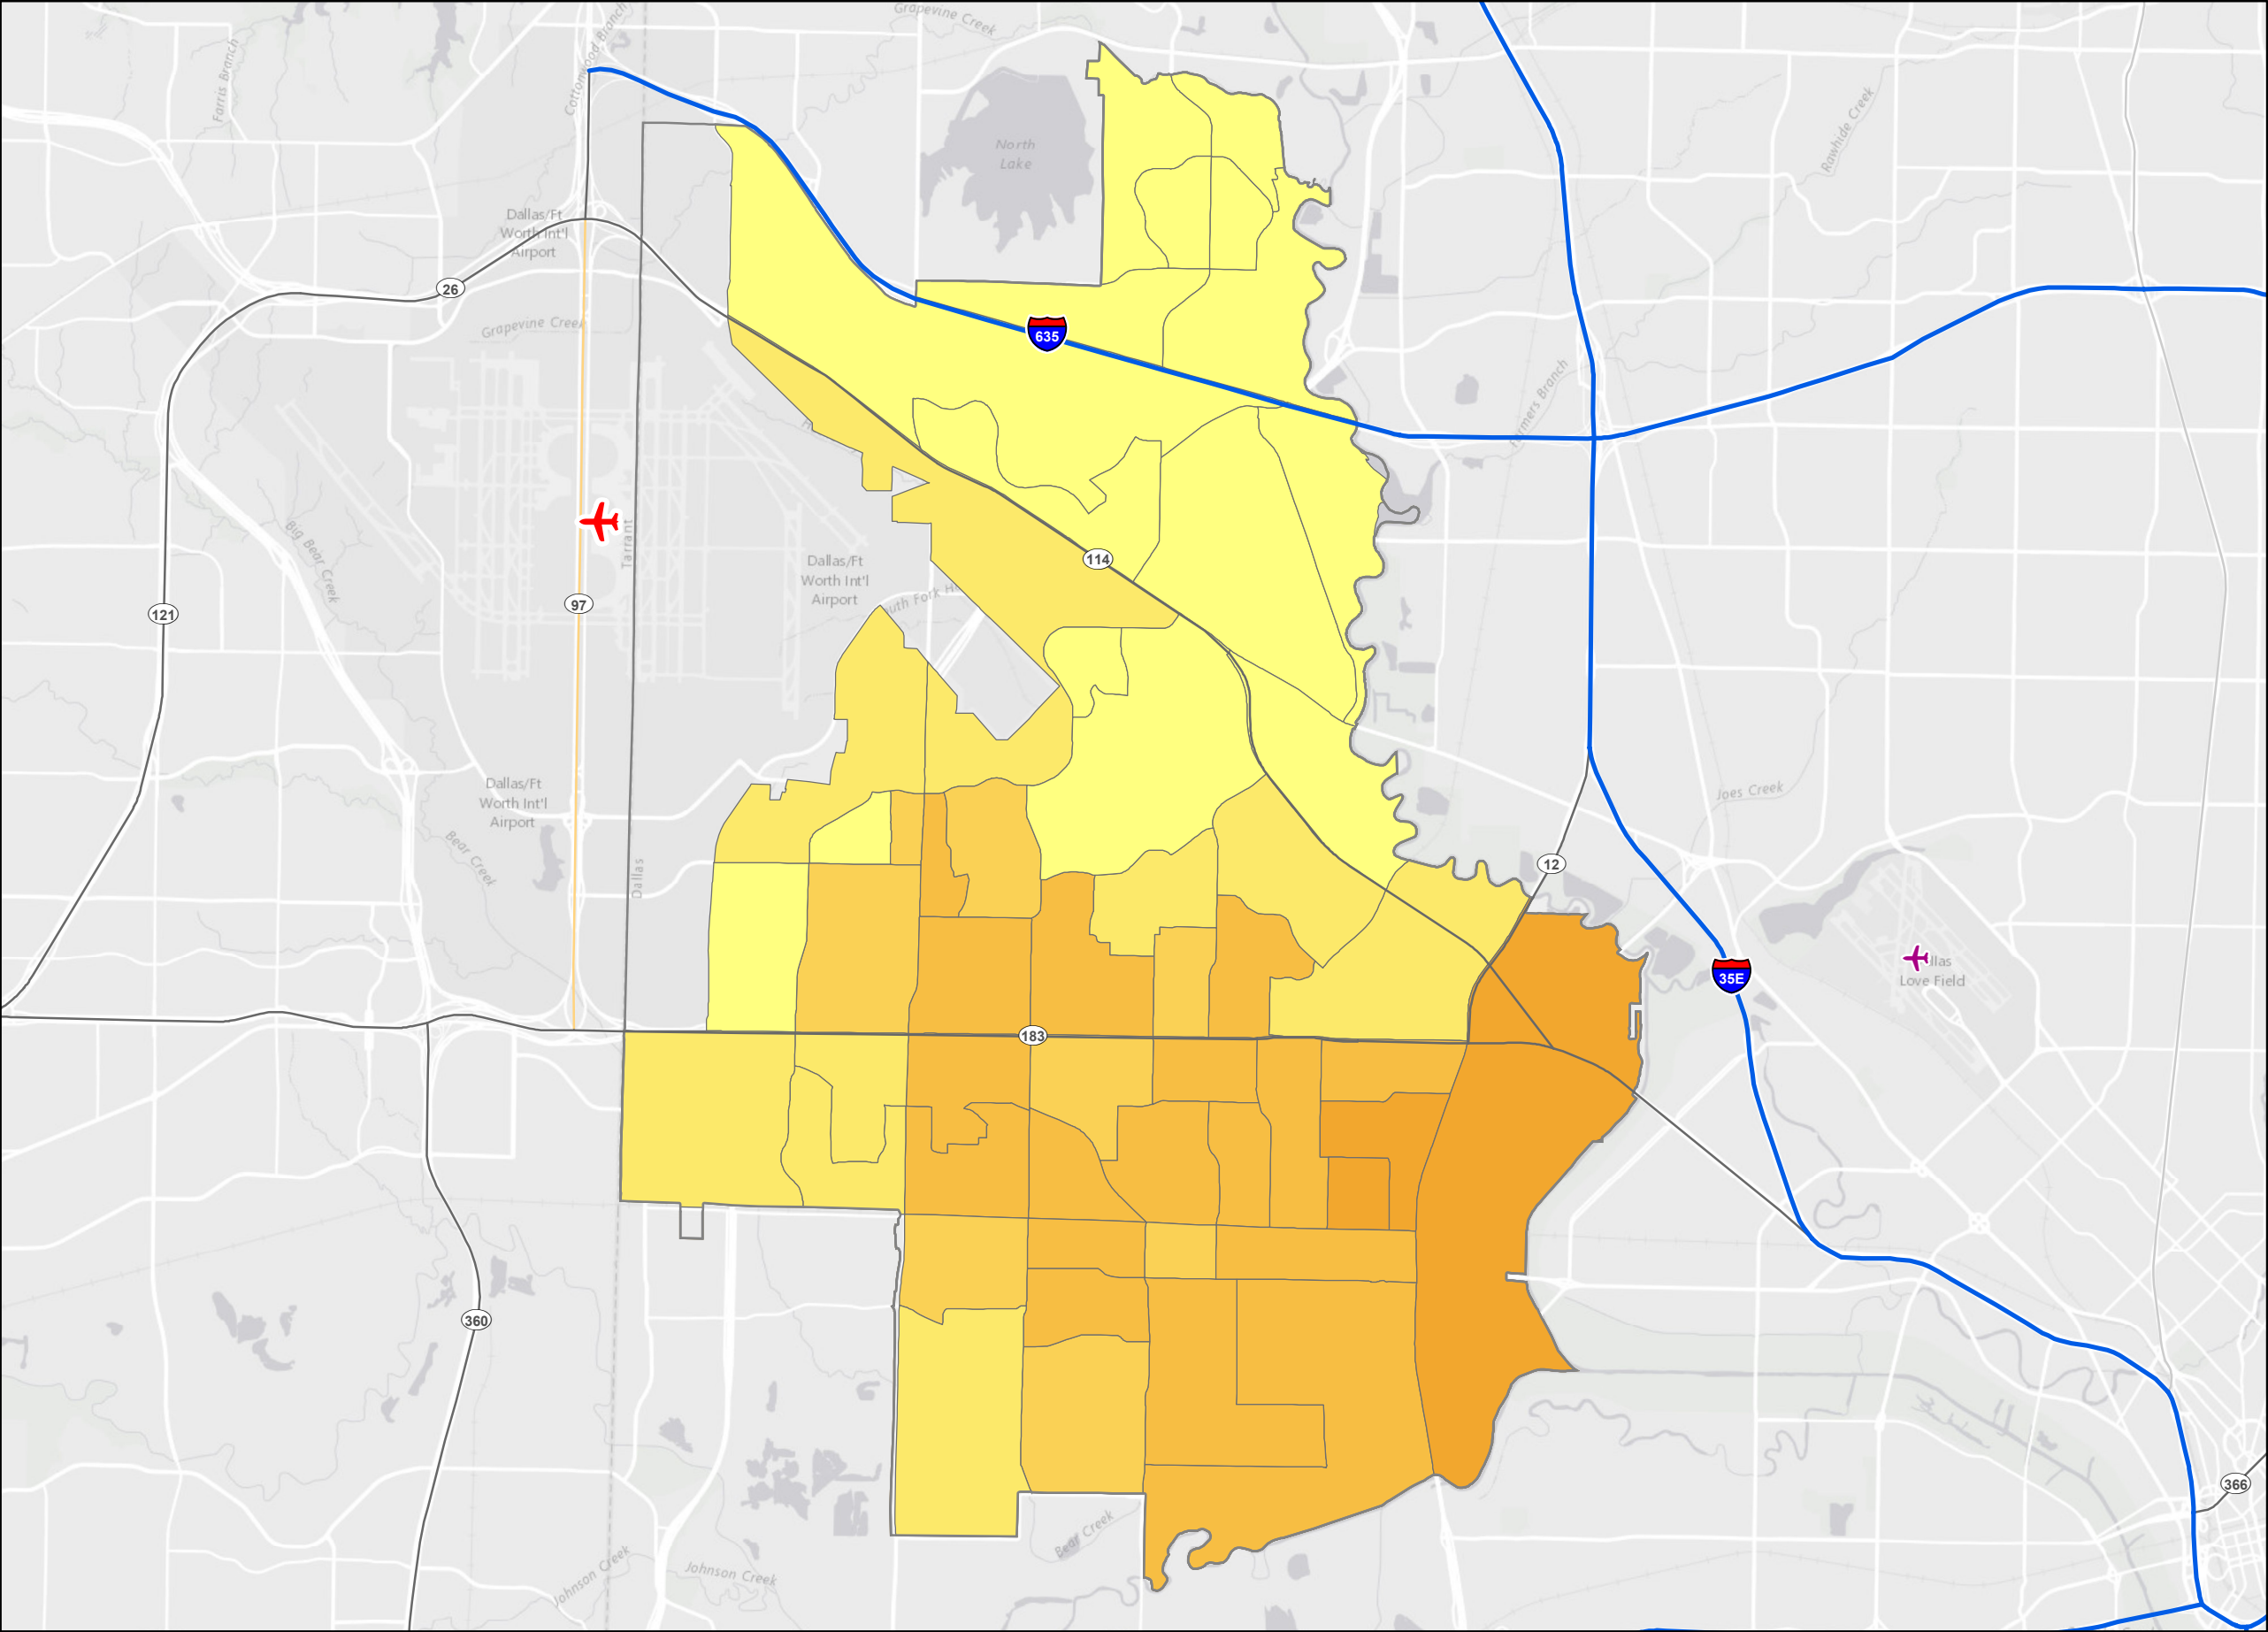 Grapevine Creek
Cottonwood Branch
Farris Branch
Rawhide Creek
North
Lake
Dallas/Ft
Worth Int'l
Airport
26
Grapevine Creek
635
Farmers Branch
Big Bear Creek
Tarrant
114
Dallas/Ft
Worth Int'l
Airport
121
97
Dallas/Ft
Worth Int'l
Airport
Joes Creek
Bear Creek
Dallas
12
35E
Love Field
183
360
366
Bear Creek
Johnson Creek
Johnson Creek